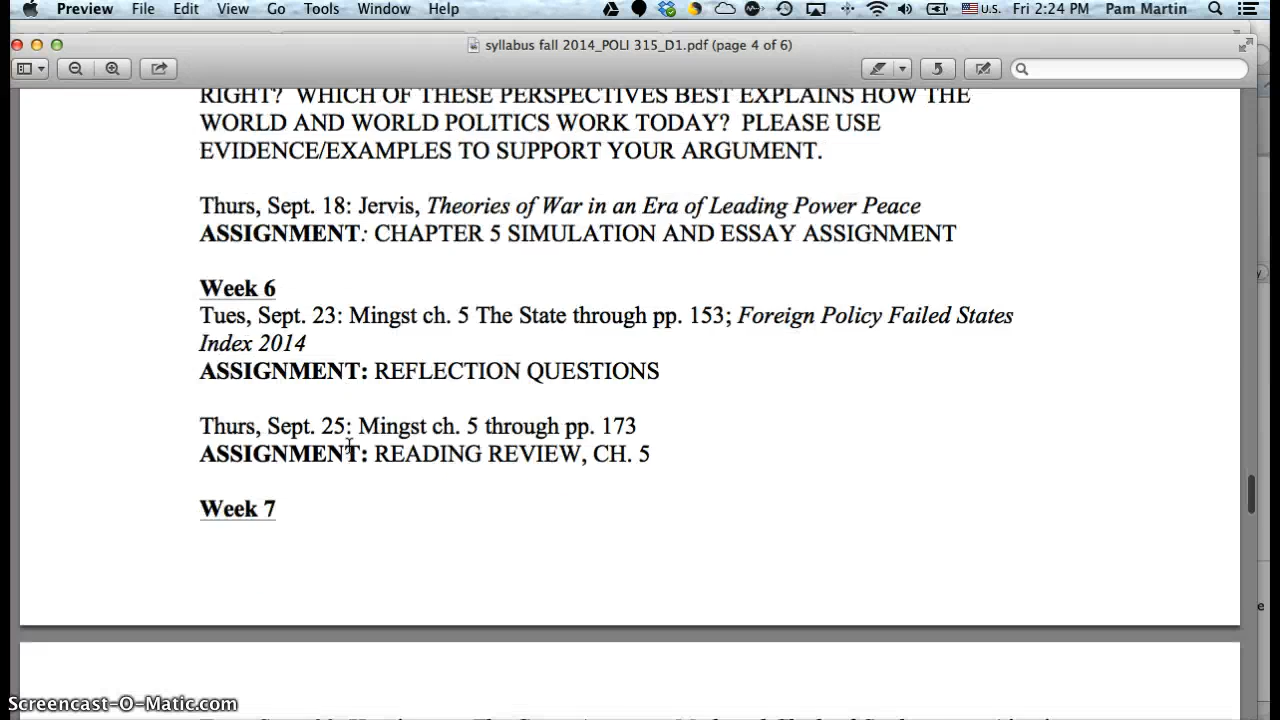 Preview File Edit View Go Tools Window Help U.S. Fri 2:24 PM Pam Martin
syllabus fall 2014_POLI 315_D1.pdf (page 4 of 6)
RIGHT? WHICH OF THESE PERSPECTIVES BEST EXPLAINS HOW THE
WORLD AND WORLD POLITICS WORK TODAY? PLEASE USE
EVIDENCE/EXAMPLES TO SUPPORT YOUR ARGUMENT.
Thurs, Sept. 18: Jervis, Theories of War in an Era of Leading Power Peace
ASSIGNMENT: CHAPTER 5 SIMULATION AND ESSAY ASSIGNMENT
Week 6
Tues, Sept. 23: Mingst ch. 5 The State through pp. 153; Foreign Policy Failed States
Index 2014
ASSIGNMENT: REFLECTION QUESTIONS
Thurs, Sept. 25: Mingst ch. 5 through pp. 173
ASSIGNMENT: READING REVIEW, CH. 5
Week 7
Screencast-O-Matic.com